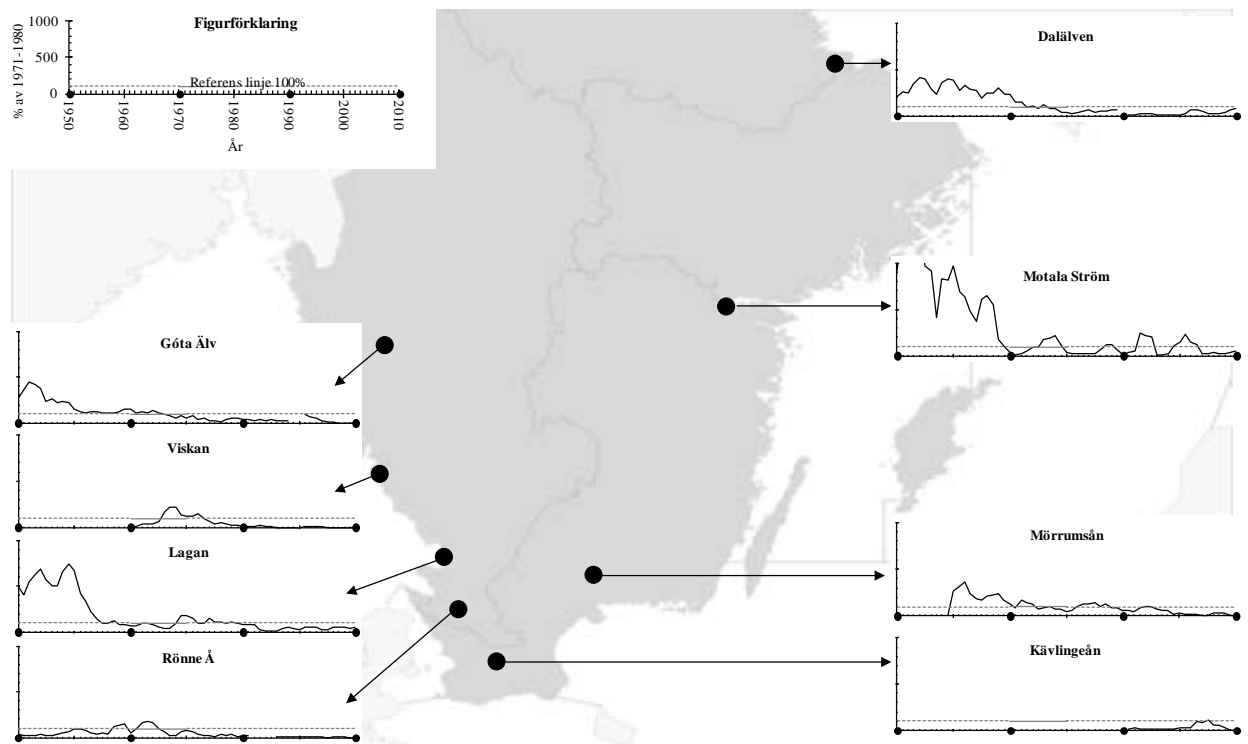 Figurförklaring
% av 1971-1980
1000
500
0
Referens linje 100%
1950
1960
1970
1980
1990
2000
2010
År
Dalälven
Motala Ström
Góta Älv
Viskan
Lagan
Mörrumsån
Rönne Å
Kävlingeån